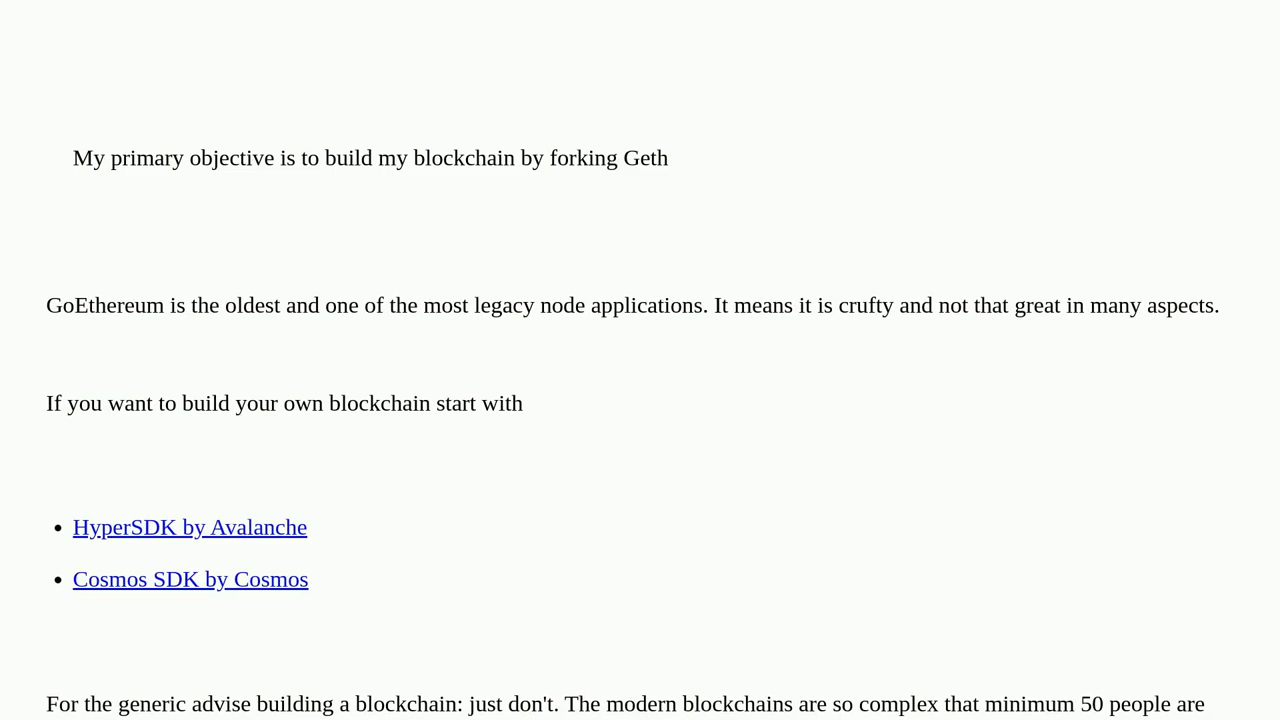 My primary objective is to build my blockchain by forking Geth
GoEthereum is the oldest and one of the most legacy node applications. It means it is crufty and not that great in many aspects.
If you want to build your own blockchain start with
• HyperSDK by Avalanche
• Cosmos SDK by Cosmos
For the generic advise building a blockchain: just don't. The modern blockchains are so complex that minimum 50 people are